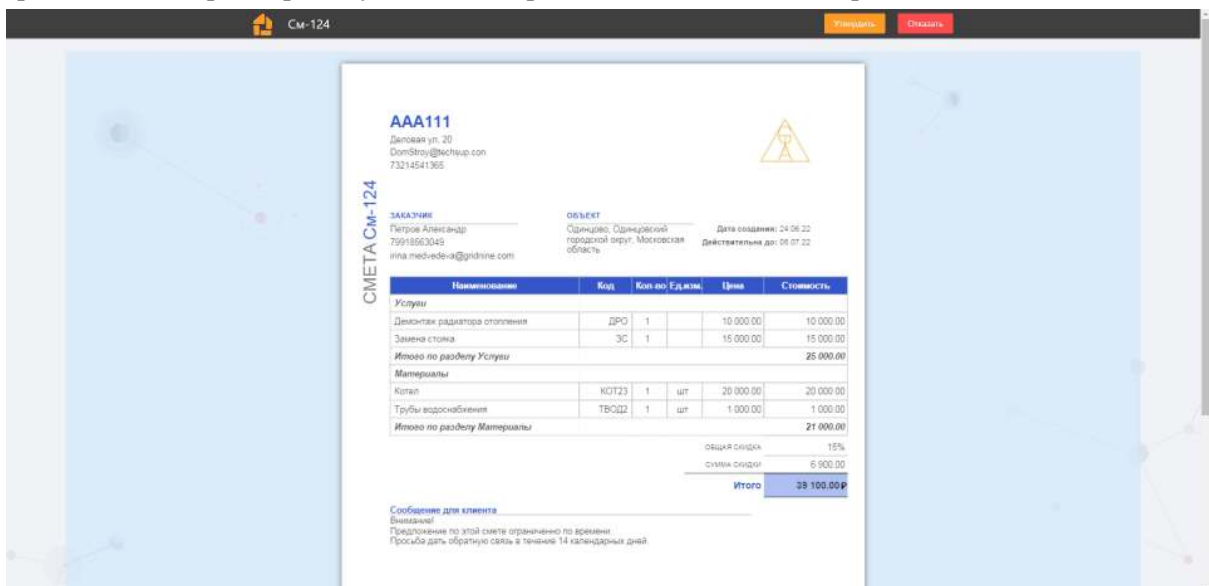 См-124
Утвердить
Отказать
AAA111
Деловая ул. 20
DomStroy@techsup.con
73214541365
СМЕТА См-124
ЗАКАЗЧИК
Петров Александр
79918663049
irina.medvedeva@gridnine.com
ОБЪЕКТ
Одинцово, Одинцовский
городской округ, Московская
область
Дата создания: 24.06.22
Действительна до: 08.07.22
Наименование Код Кол-во Ед.изм. Цена Стоимость
Услуги
Демонтаж радиатора отопления ДРО 1 10 000.00 10 000.00
Замена стояка ЗС 1 15 000.00 15 000.00
Итого по разделу Услуги 25 000.00
Материалы
Котел КОТ23 1 шт 20 000.00 20 000.00
Трубы водоснабжения ТВОД2 1 шт 1 000.00 1 000.00
Итого по разделу Материалы 21 000.00
ОБЩАЯ СКИДКА 15%
СУММА СКИДКИ 6 900.00
Итого 39 100.00₽
Сообщение для клиента
Внимание!
Предложение по этой смете ограниченно по времени.
Просьба дать обратную связь в течение 14 календарных дней.